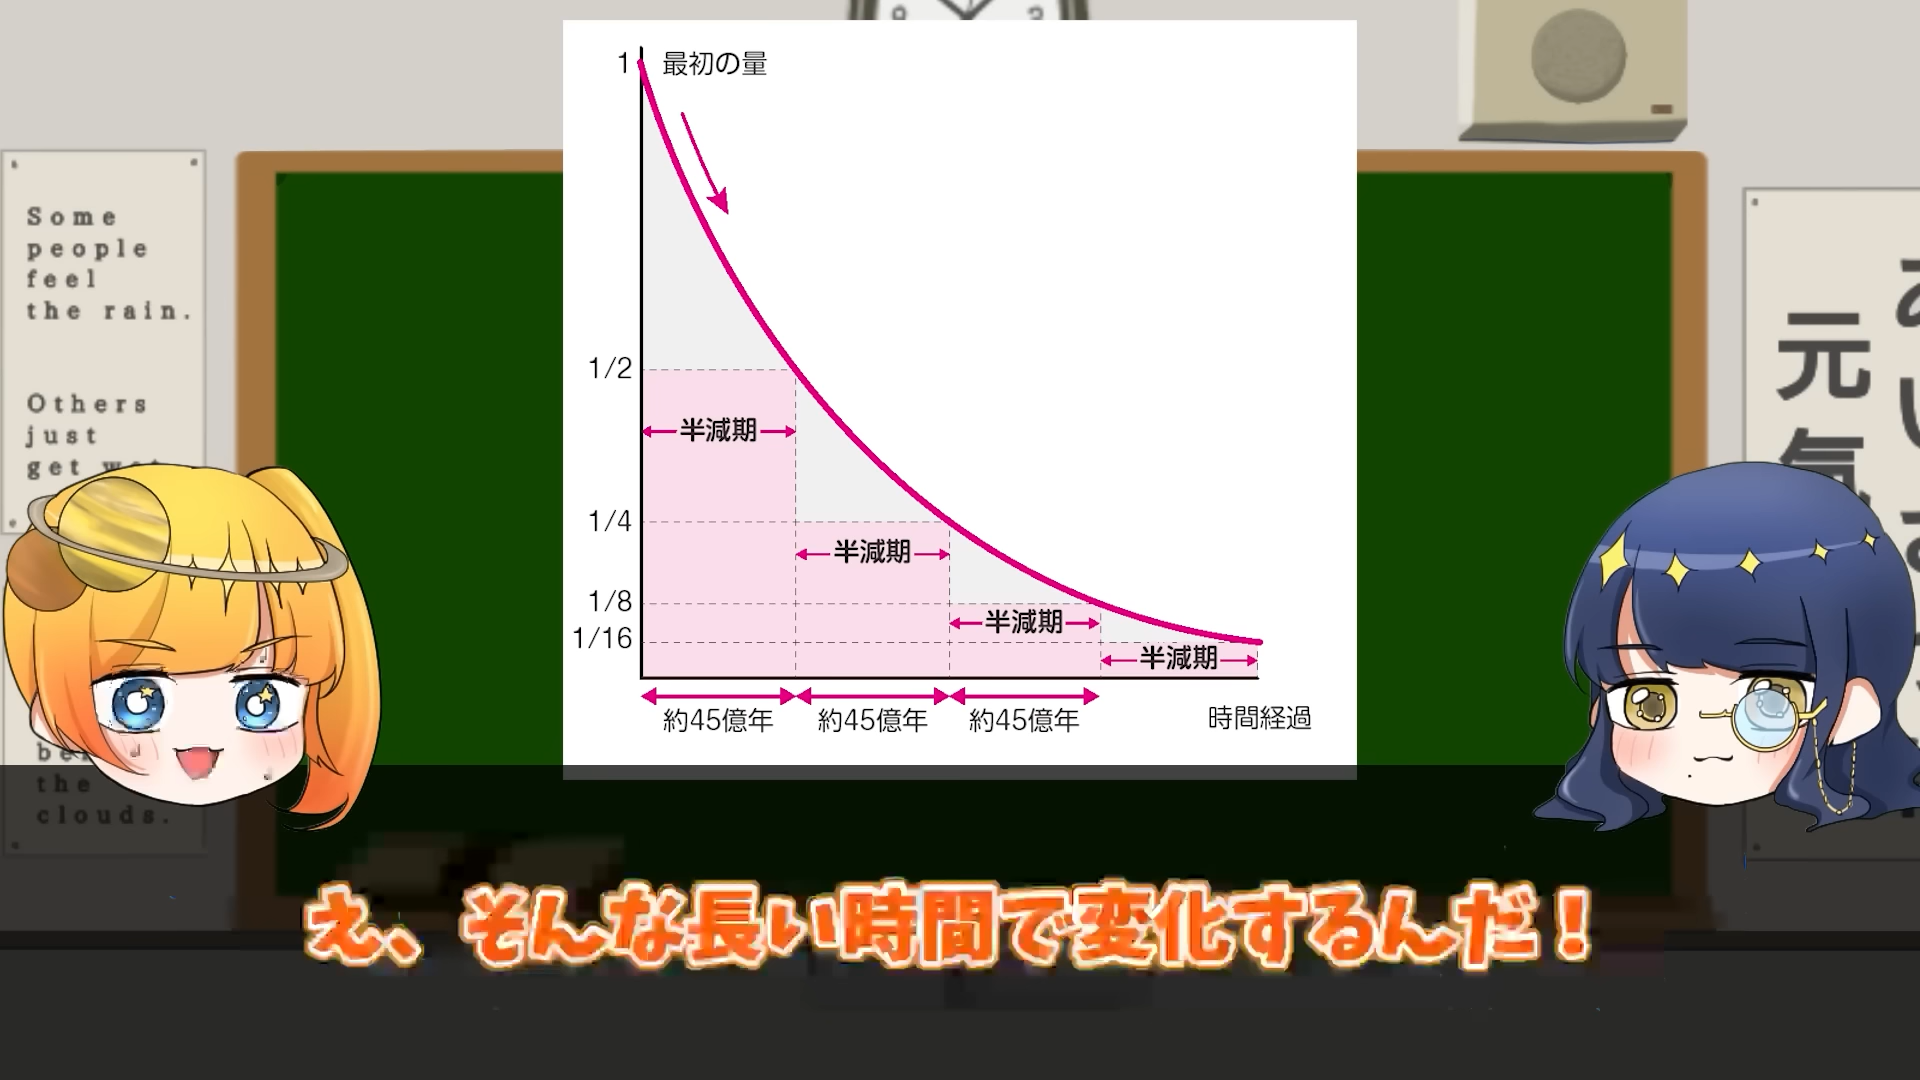 Some
people
feel
the rain.
Others
just
get
the
clouds.
元
気
1
最初の量
1/2
半減期
1/4
半減期
1/8
半減期
1/16
半減期
約45億年
約45億年
約45億年
時間経過
え、そんな長い時間で変化するんだ！